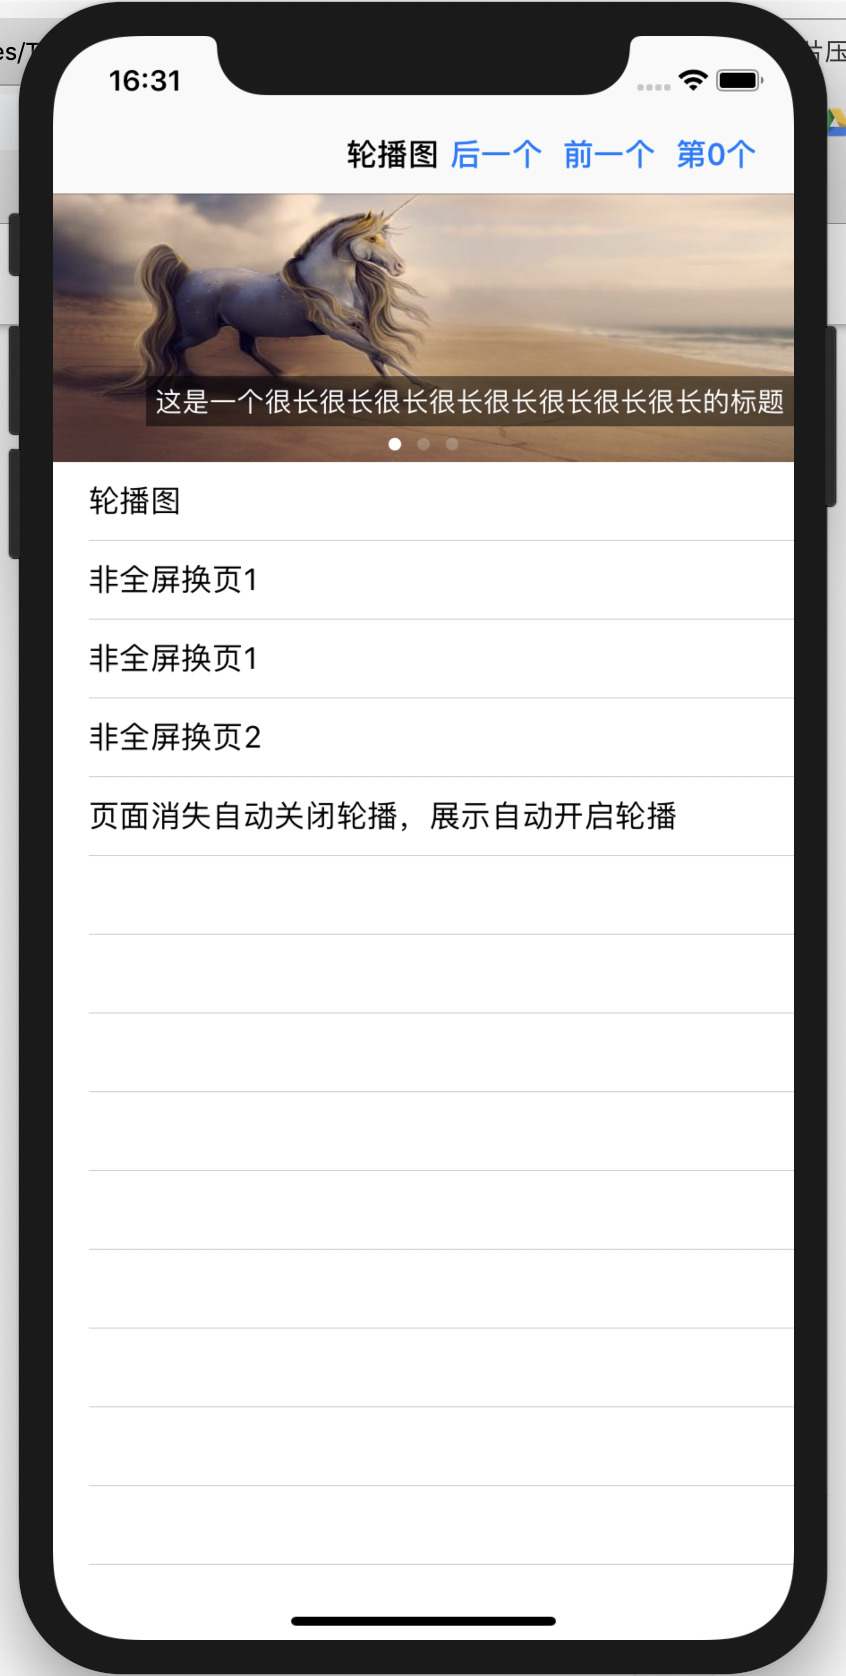 es/T
片压
16:31
轮播图 后一个 前一个 第0个
这是一个很长很长很长很长很长很长很长很长的标题
轮播图
非全屏换页1
非全屏换页1
非全屏换页2
页面消失自动关闭轮播，展示自动开启轮播